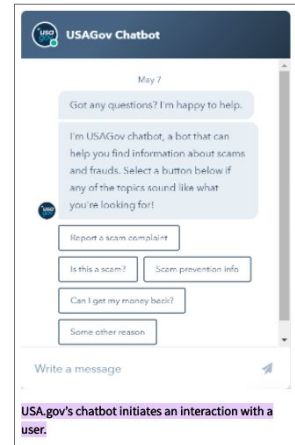 USAGov Chatbot
May 7
Got any questions? I'm happy to help.
I'm USAGov chatbot, a bot that can
help you find information about scams
and frauds. Select a button below if
any of the topics sound like what
you're looking for!
Report a scam complaint
Is this a scam? Scam prevention info
Can I get my money back?
Some other reason
Write a message
USA.gov's chatbot initiates an interaction with a
user.